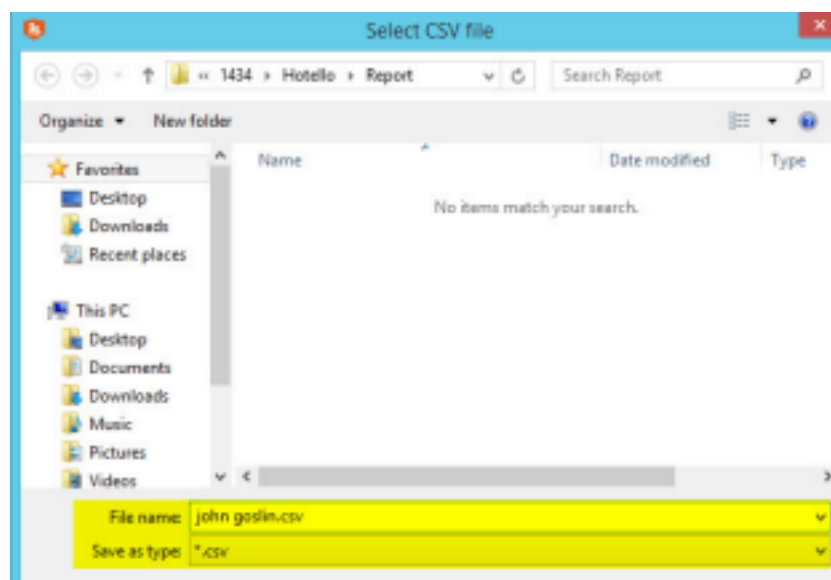 Select CSV file
« 1434 › Hotello › Report
Search Report
Organize
New folder
Favorites
Desktop
Downloads
Recent places
This PC
Desktop
Documents
Downloads
Music
Pictures
Videos
Name
Date modified
Type
No items match your search.
File name: john goslin.csv
Save as type: *.csv